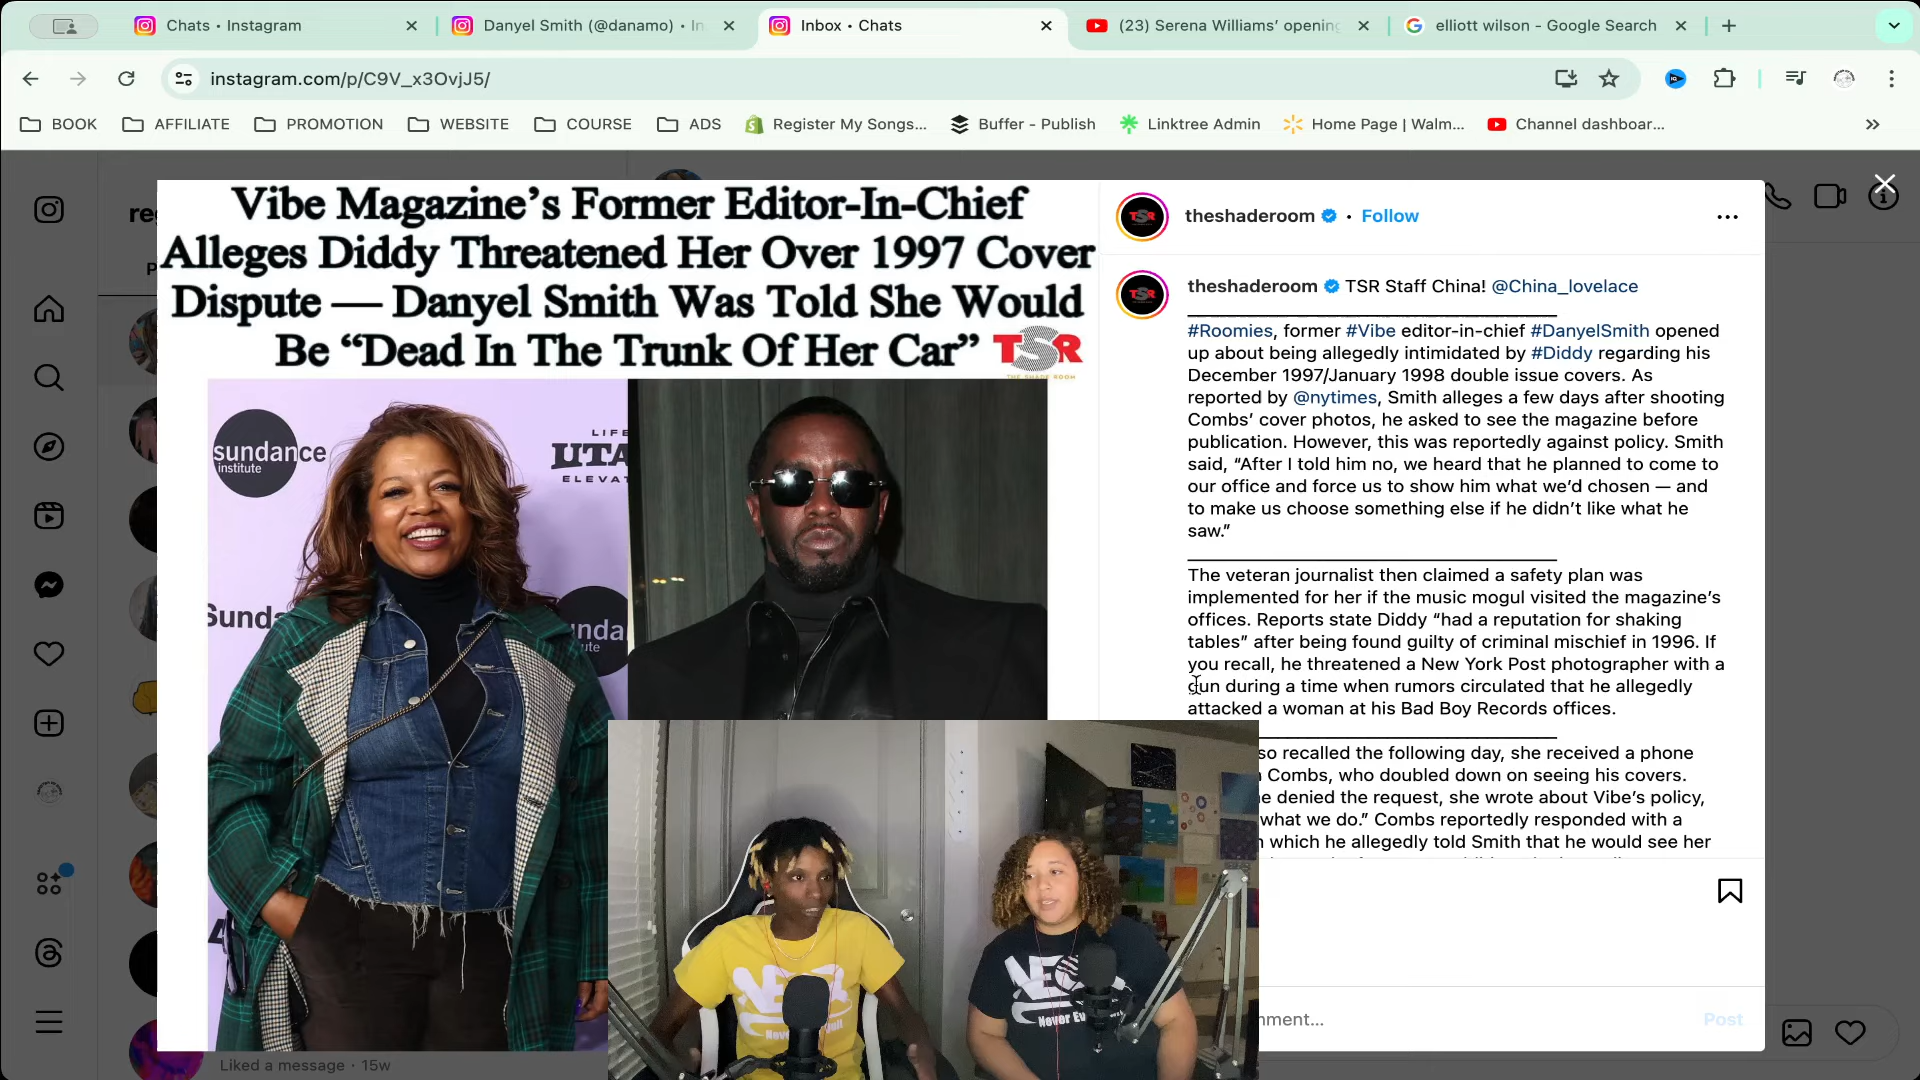 Chats • Instagram
Danyel Smith (@danamo) • In
Inbox • Chats
(23) Serena Williams' opening
elliott wilson - Google Search
instagram.com/p/C9V_x3OvjJ5/
BOOK
AFFILIATE
PROMOTION
WEBSITE
COURSE
ADS
Register My Songs...
Buffer - Publish
Linktree Admin
Home Page | Walm...
Channel dashboar...
Vibe Magazine's Former Editor-In-Chief
Alleges Diddy Threatened Her Over 1997 Cover
Dispute — Danyel Smith Was Told She Would
Be “Dead In The Trunk Of Her Car”
TSR
THE SHADE ROOM
sundance
institute
LIFE
UTA
ELEVAT
Sunda
unda
ute
theshaderoom • Follow
theshaderoom TSR Staff China! @China_lovelace
#Roomies, former #Vibe editor-in-chief #DanyelSmith opened
up about being allegedly intimidated by #Diddy regarding his
December 1997/January 1998 double issue covers. As
reported by @nytimes, Smith alleges a few days after shooting
Combs’ cover photos, he asked to see the magazine before
publication. However, this was reportedly against policy. Smith
said, “After I told him no, we heard that he planned to come to
our office and force us to show him what we’d chosen — and
to make us choose something else if he didn’t like what he
saw.”
The veteran journalist then claimed a safety plan was
implemented for her if the music mogul visited the magazine’s
offices. Reports state Diddy “had a reputation for shaking
tables” after being found guilty of criminal mischief in 1996. If
you recall, he threatened a New York Post photographer with a
gun during a time when rumors circulated that he allegedly
attacked a woman at his Bad Boy Records offices.
so recalled the following day, she received a phone
Combs, who doubled down on seeing his covers.
e denied the request, she wrote about Vibe’s policy,
what we do.” Combs reportedly responded with a
n which he allegedly told Smith that he would see her
mment...
Post
Liked a message · 15w
NEG
Never Ev